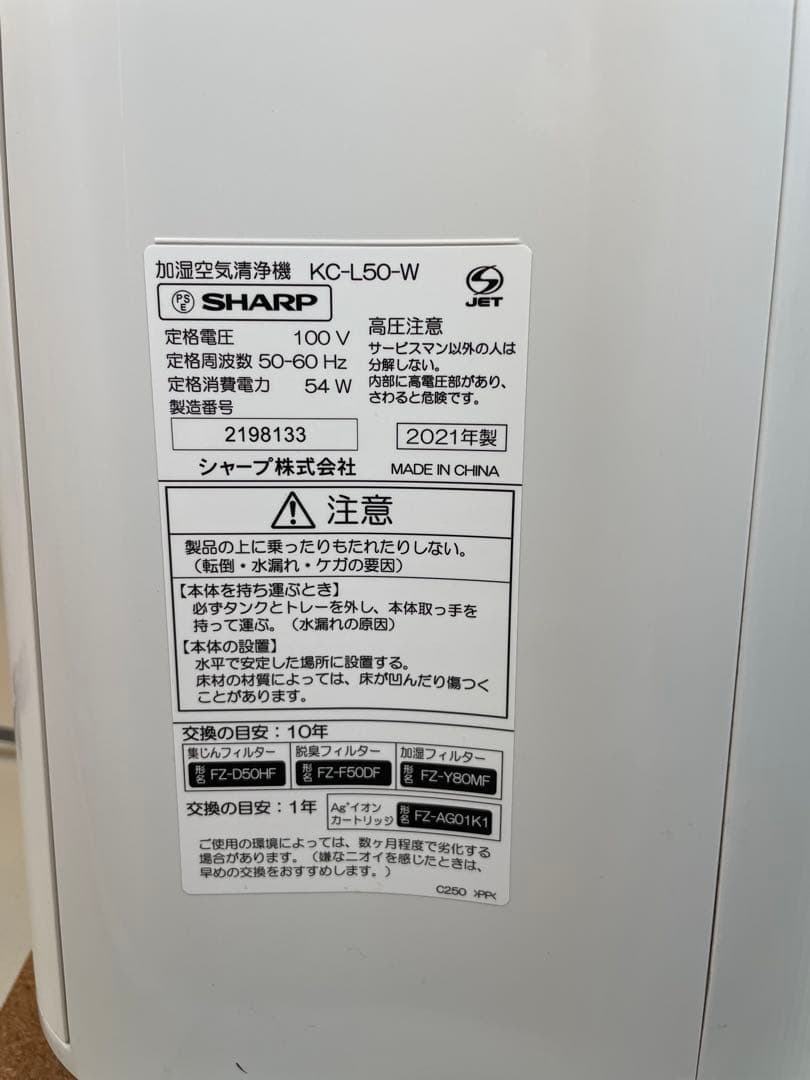 加湿空気清浄機 KC-L50-W
PSE SHARP
JET
定格電圧 100 V
定格周波数 50-60 Hz
定格消費電力 54 W
製造番号
2198133
シャープ株式会社
高圧注意
サービスマン以外の人は
分解しない。
内部に高電圧部があり、
さわると危険です。
2021年製
MADE IN CHINA
注意
製品の上に乗ったりもたれたりしない。
（転倒・水漏れ・ケガの要因）
【本体を持ち運ぶとき】
必ずタンクとトレーを外し、本体取っ手を
持って運ぶ。（水漏れの原因）
【本体の設置】
水平で安定した場所に設置する。
床材の材質によっては、床が凹んだり傷つく
ことがあります。
交換の目安：10年
集じんフィルター
形名 FZ-D50HF
脱臭フィルター
形名 FZ-F50DF
加湿フィルター
形名 FZ-Y80MF
交換の目安：1年
Ag⁺イオン
カートリッジ
形名 FZ-AG01K1
ご使用の環境によっては、数ヶ月程度で劣化する
場合があります。（嫌なニオイを感じたときは、
早めの交換をおすすめします。）
C250 >PP<